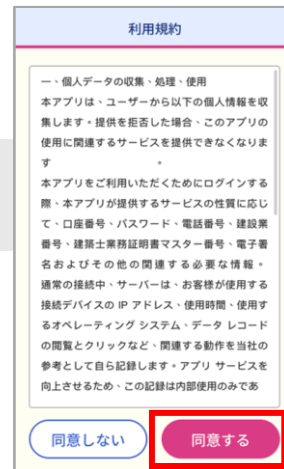 利用規約
一、個人データの収集、処理、使用
本アプリは、ユーザーから以下の個人情報を収
集します。提供を拒否した場合、このアプリの
使用に関連するサービスを提供できなくなりま
す。
本アプリをご利用いただくためにログインする
際、本アプリが提供するサービスの性質に応じ
て、口座番号、パスワード、電話番号、建設業
番号、建築士業務証明書マスター番号、電子署
名およびその他の関連する必要な情報。
通常の接続中、サーバーは、お客様が使用する
接続デバイスの IP アドレス、使用時間、使用す
るオペレーティング システム、データ レコード
の閲覧とクリックなど、関連する動作を当社の
参考として自ら記録します。アプリ サービスを
向上させるため、この記録は内部使用のみであ
同意しない
同意する